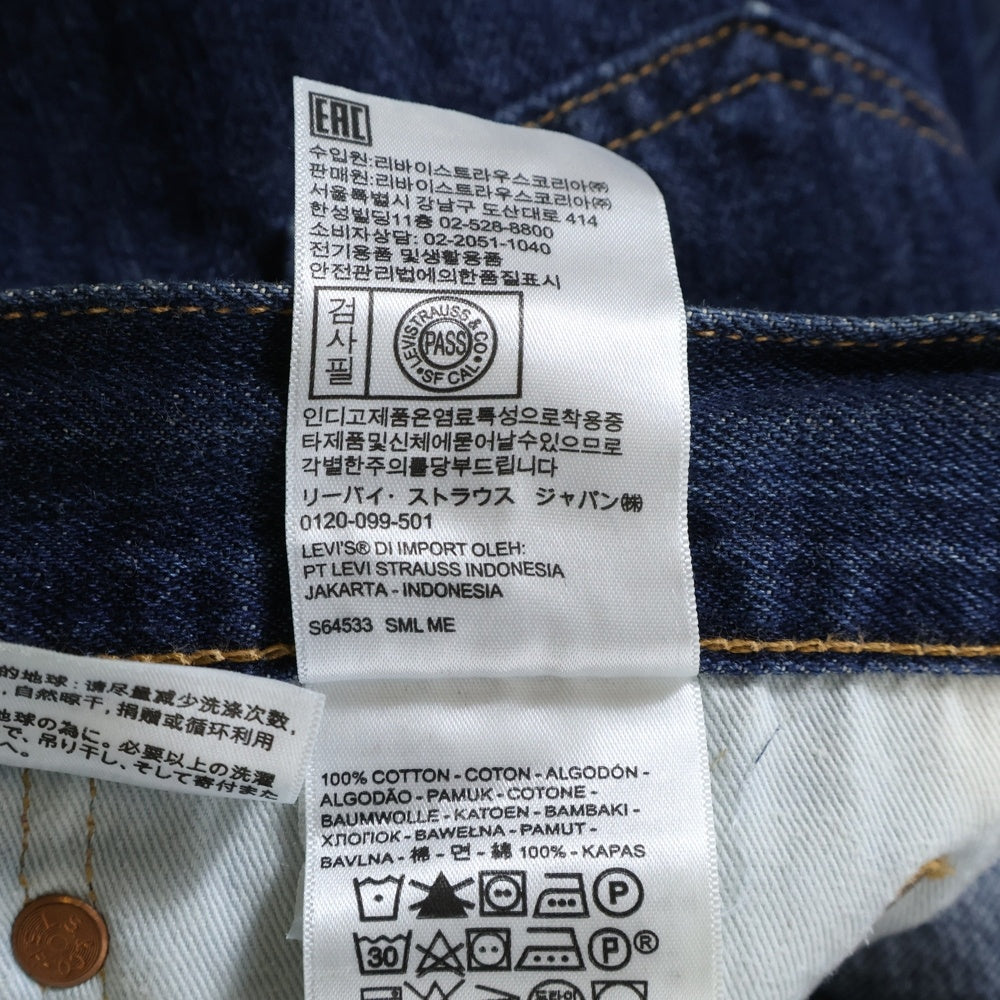 EAC
수입원:리바이스트라우스코리아㈜
판매원:리바이스트라우스코리아㈜
서울특별시 강남구 도산대로 414
한성빌딩11층 02-528-8800
소비자상담: 02-2051-1040
전기용품 및생활용품
안전관리법에의한품질표시
검사필
LEVI STRAUSS & CO
PASS
SF CAL
인디고제품은염료특성으로착용중
타제품및신체에묻어날수있으므로
각별한주의를당부드립니다
リーバイ・ストラウス ジャパン㈱
0120-099-501
LEVI'S® DI IMPORT OLEH:
PT LEVI STRAUSS INDONESIA
JAKARTA - INDONESIA
S64533 SML ME
的地球: 请尽量减少洗涤次数,
自然晾干, 捐赠或循环利用
地球の為に。必要以上の洗濯
で、吊り干し、そして寄付また
へ。
100% COTTON - COTON - ALGODÓN -
ALGODÃO - PAMUK - COTONE -
BAUMWOLLE - KATOEN - BAMBAKI -
ХЛОПОК - BAWEŁNA - PAMUT -
BAVLNA - 棉 - 면 - 綿 100% - KAPAS
P
30
P®
드라이